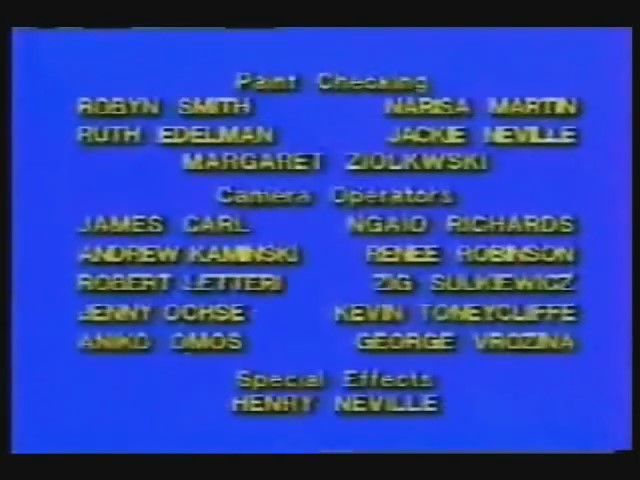 Paint Checking
ROBYN SMITH NARISA MARTIN
RUTH EDELMAN JACKIE NEVILLE
MARGARET ZIOLKWSKI
Camera Operators
JAMES CARL NGAIO RICHARDS
ANDREW KAMINSKI RENEE ROBINSON
ROBERT LETTERI ZIG SULKIEWICZ
JENNY OCHSE KEVIN TONEYCLIFFE
ANIKO OMOS GEORGE VROZINA
Special Effects
HENRY NEVILLE